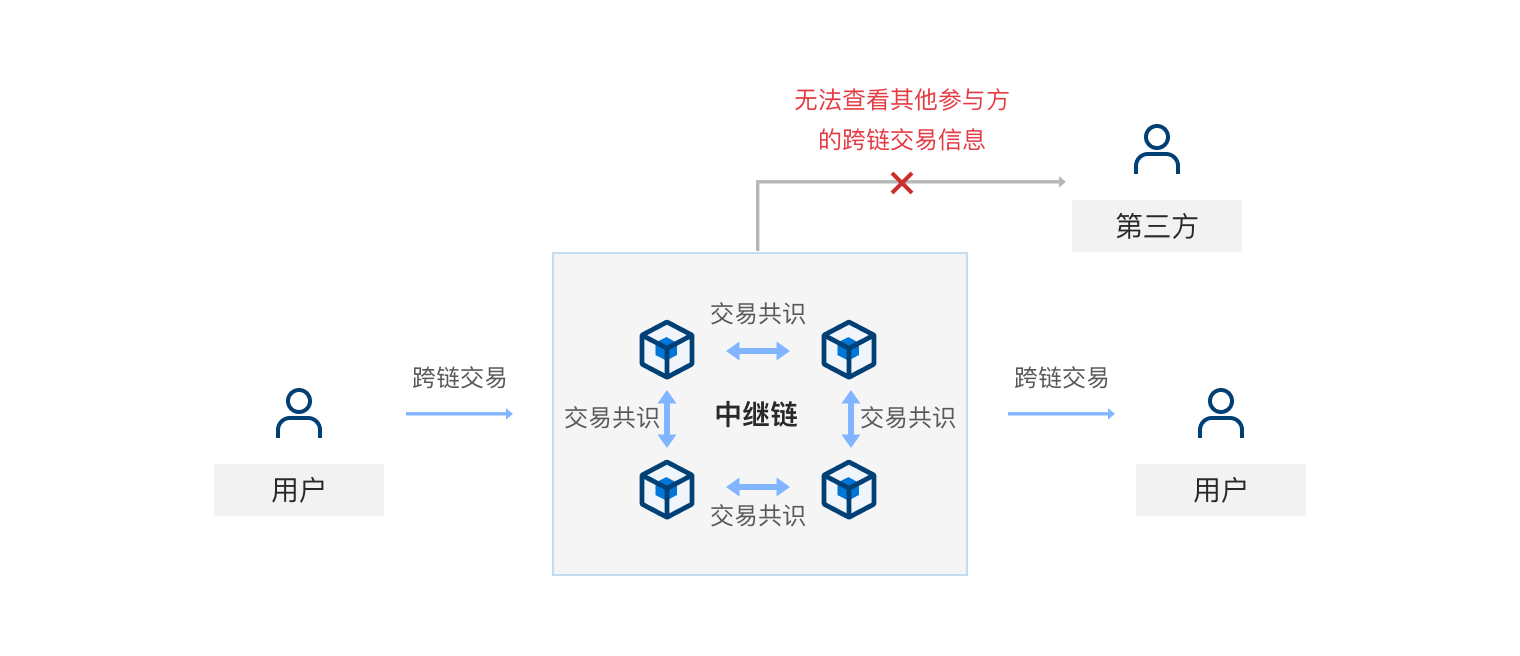 无法查看其他参与方
的跨链交易信息
第三方
交易共识
跨链交易
跨链交易
交易共识
中继链
交易共识
用户
用户
交易共识